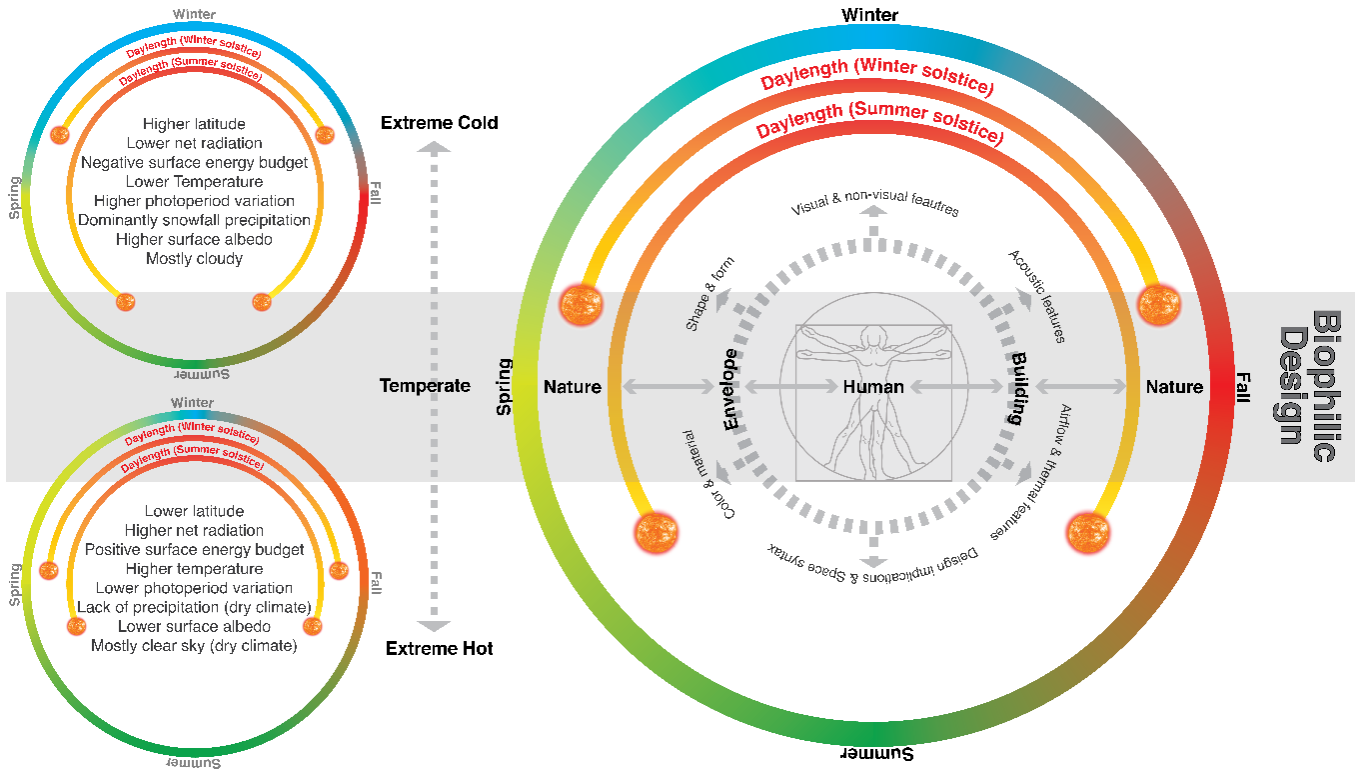 Winter
Daylength (Winter solstice)
Daylength (Summer solstice)
Higher latitude
Lower net radiation
Negative surface energy budget
Lower Temperature
Higher photoperiod variation
Dominantly snowfall precipitation
Higher surface albedo
Mostly cloudy
Spring
Fall
Summer
Winter
Daylength (Winter solstice)
Daylength (Summer solstice)
Lower latitude
Higher net radiation
Positive surface energy budget
Higher temperature
Lower photoperiod variation
Lack of precipitation (dry climate)
Lower surface albedo
Mostly clear sky (dry climate)
Spring
Fall
Summer
Extreme Cold
Temperate
Extreme Hot
Winter
Daylength (Winter solstice)
Daylength (Summer solstice)
Visual & non-visual feautres
Shape & form
Acoustic features
Spring
Nature
Envelope
Human
Building
Nature
Fall
Color & material
Airflow & thermal features
Deisgn implications & Space syntax
Summer
Biophilic
Design